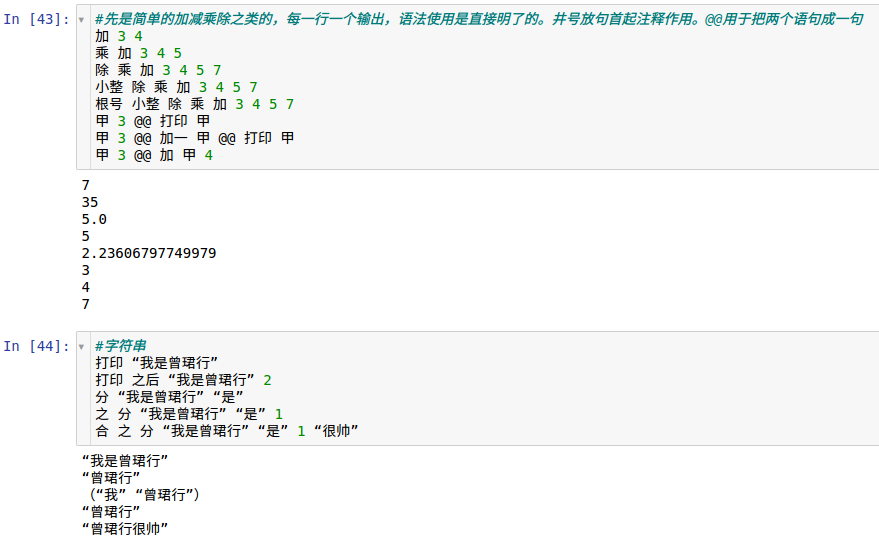 In [43]: #先是简单的加减乘除之类的，每一行一个输出，语法使用是直接明了的。井号放句首起注释作用。@@用于把两个语句成一句
加 3 4
乘 加 3 4 5
除 乘 加 3 4 5 7
小整 除 乘 加 3 4 5 7
根号 小整 除 乘 加 3 4 5 7
甲 3 @@ 打印 甲
甲 3 @@ 加一 甲 @@ 打印 甲
甲 3 @@ 加 甲 4
7
35
5.0
5
2.23606797749979
3
4
7
In [44]: #字符串
打印 “我是曾珺行”
打印 之后 “我是曾珺行” 2
分 “我是曾珺行” “是”
之 分 “我是曾珺行” “是” 1
合 之 分 “我是曾珺行” “是” 1 “很帅”
“我是曾珺行”
“曾珺行”
（“我” “曾珺行”）
“曾珺行”
“曾珺行很帅”